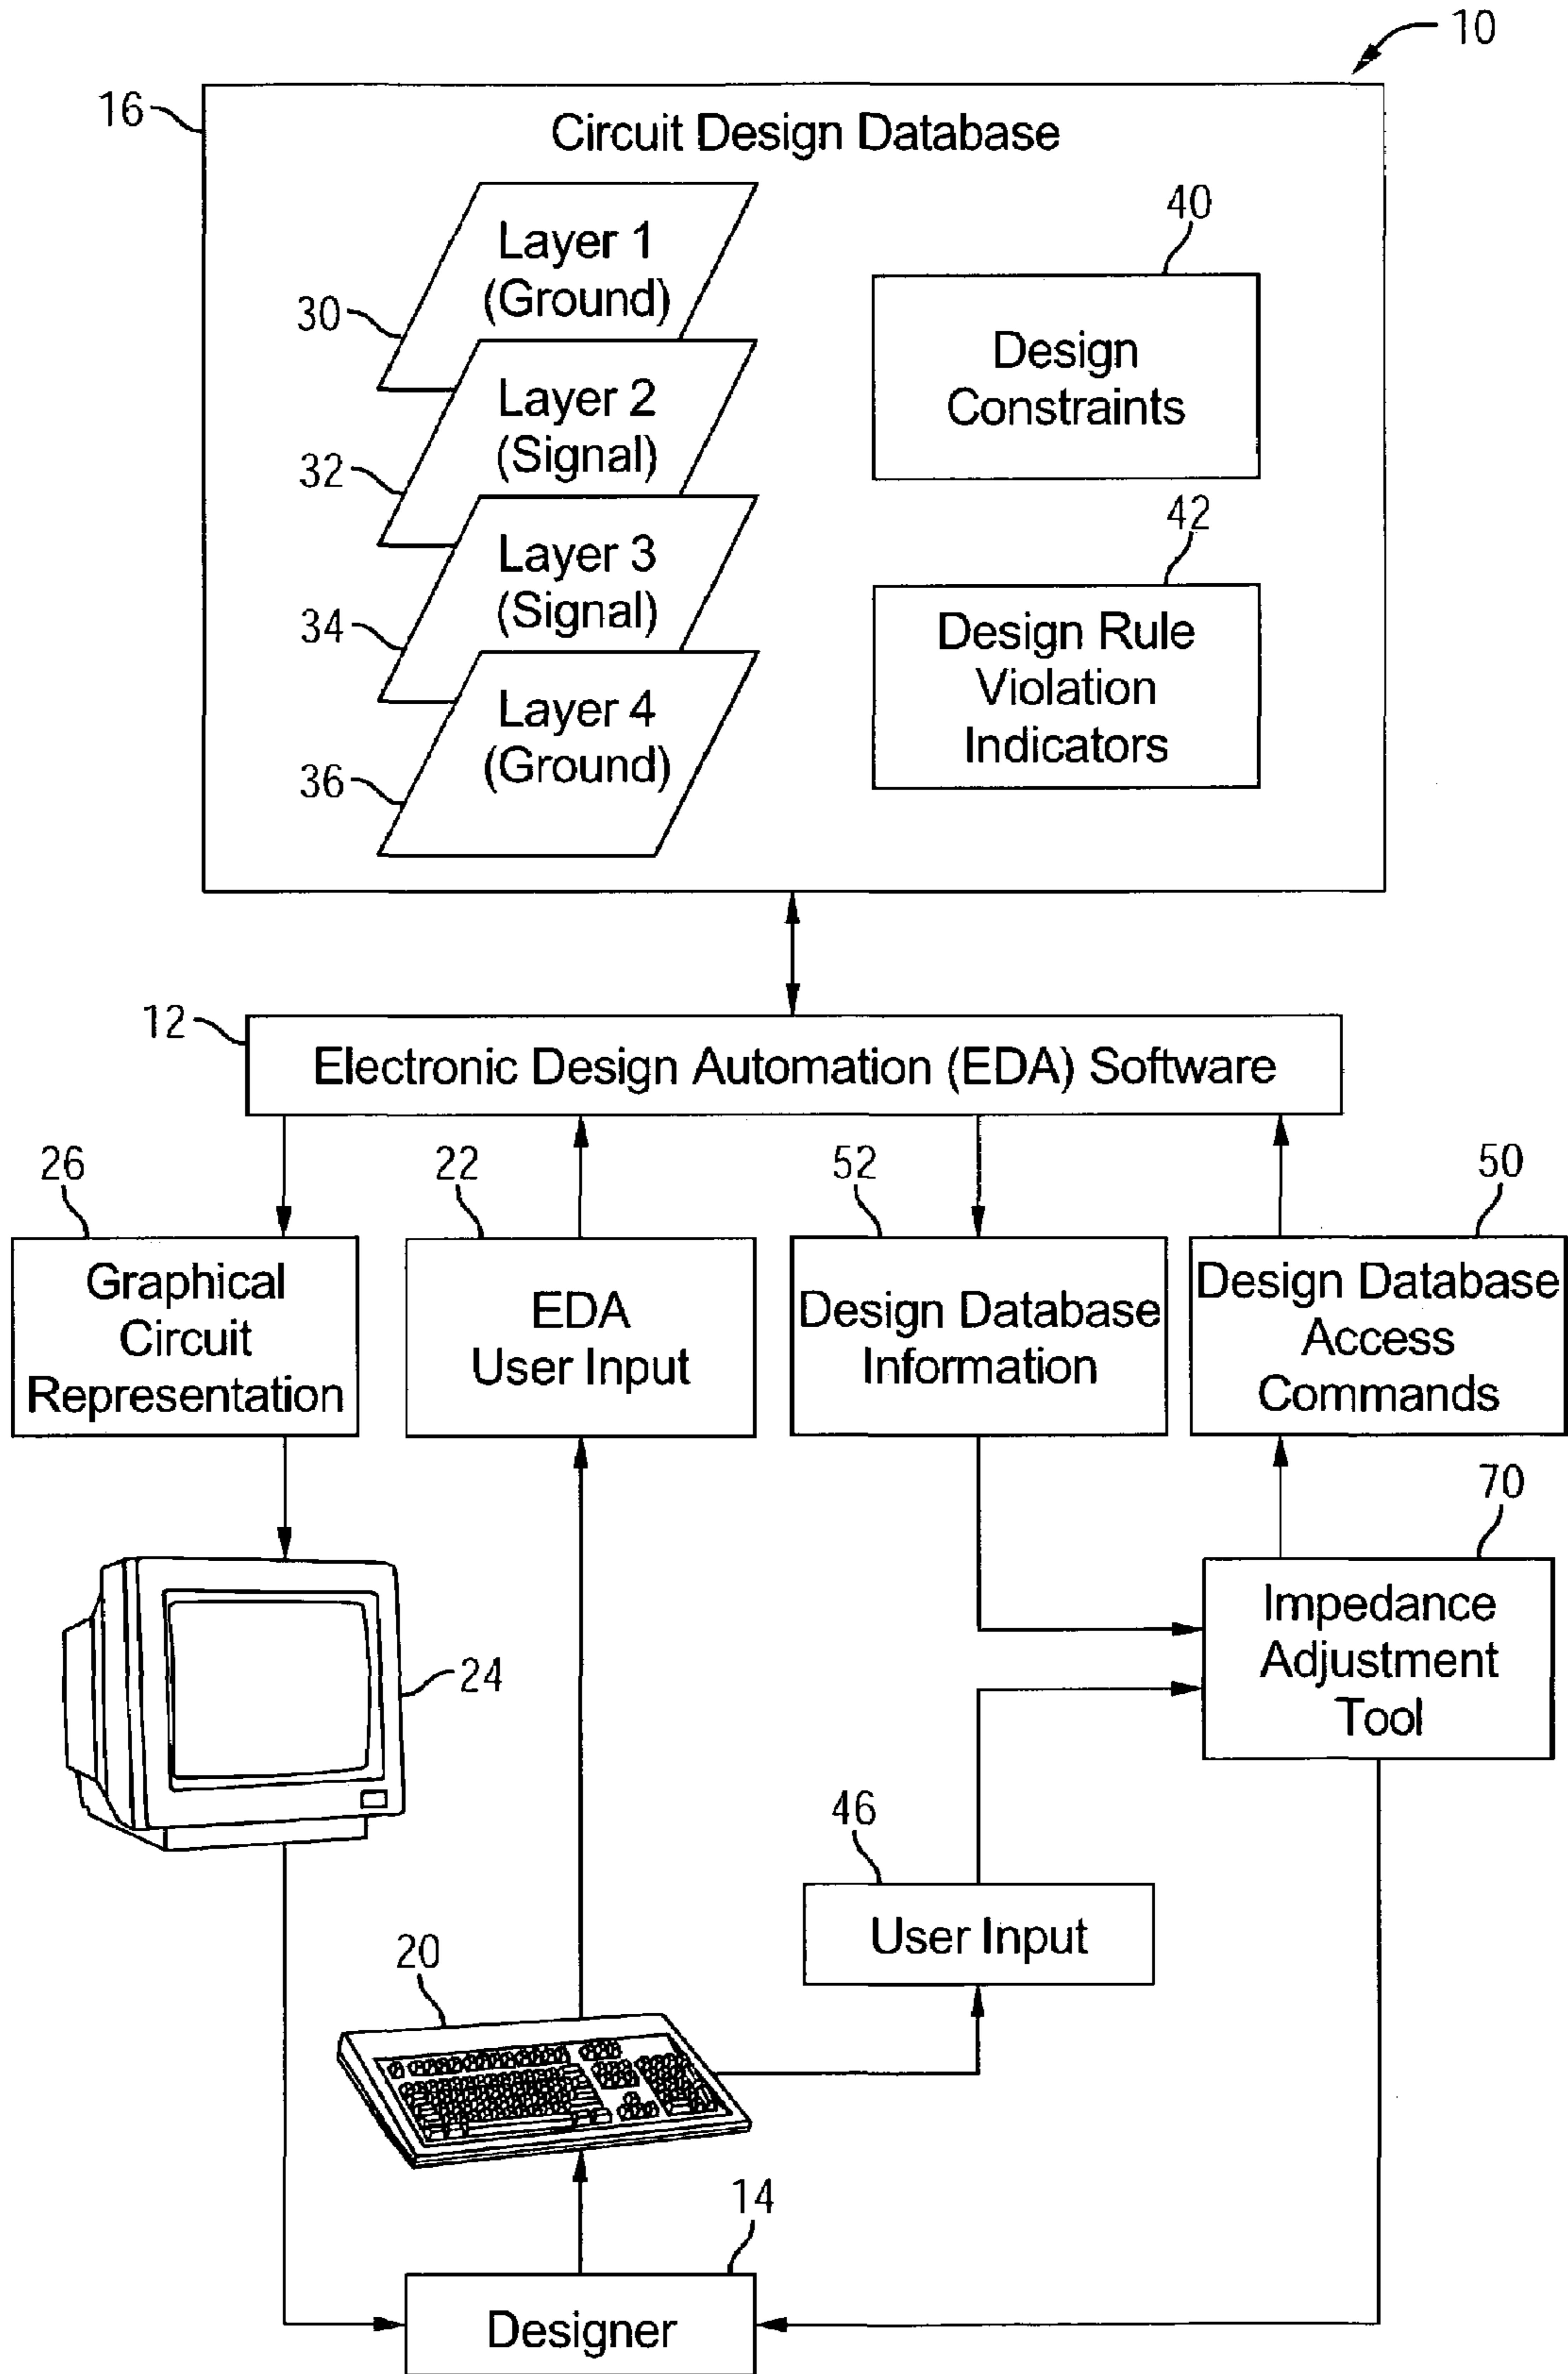 10
16
Circuit Design Database
Layer 1
(Ground)
30
Layer 2
(Signal)
32
Layer 3
(Signal)
34
Layer 4
(Ground)
36
40
Design
Constraints
42
Design Rule
Violation
Indicators
12
Electronic Design Automation (EDA) Software
26
Graphical
Circuit
Representation
22
EDA
User Input
52
Design Database
Information
50
Design Database
Access
Commands
70
Impedance
Adjustment
Tool
24
46
User Input
20
14
Designer